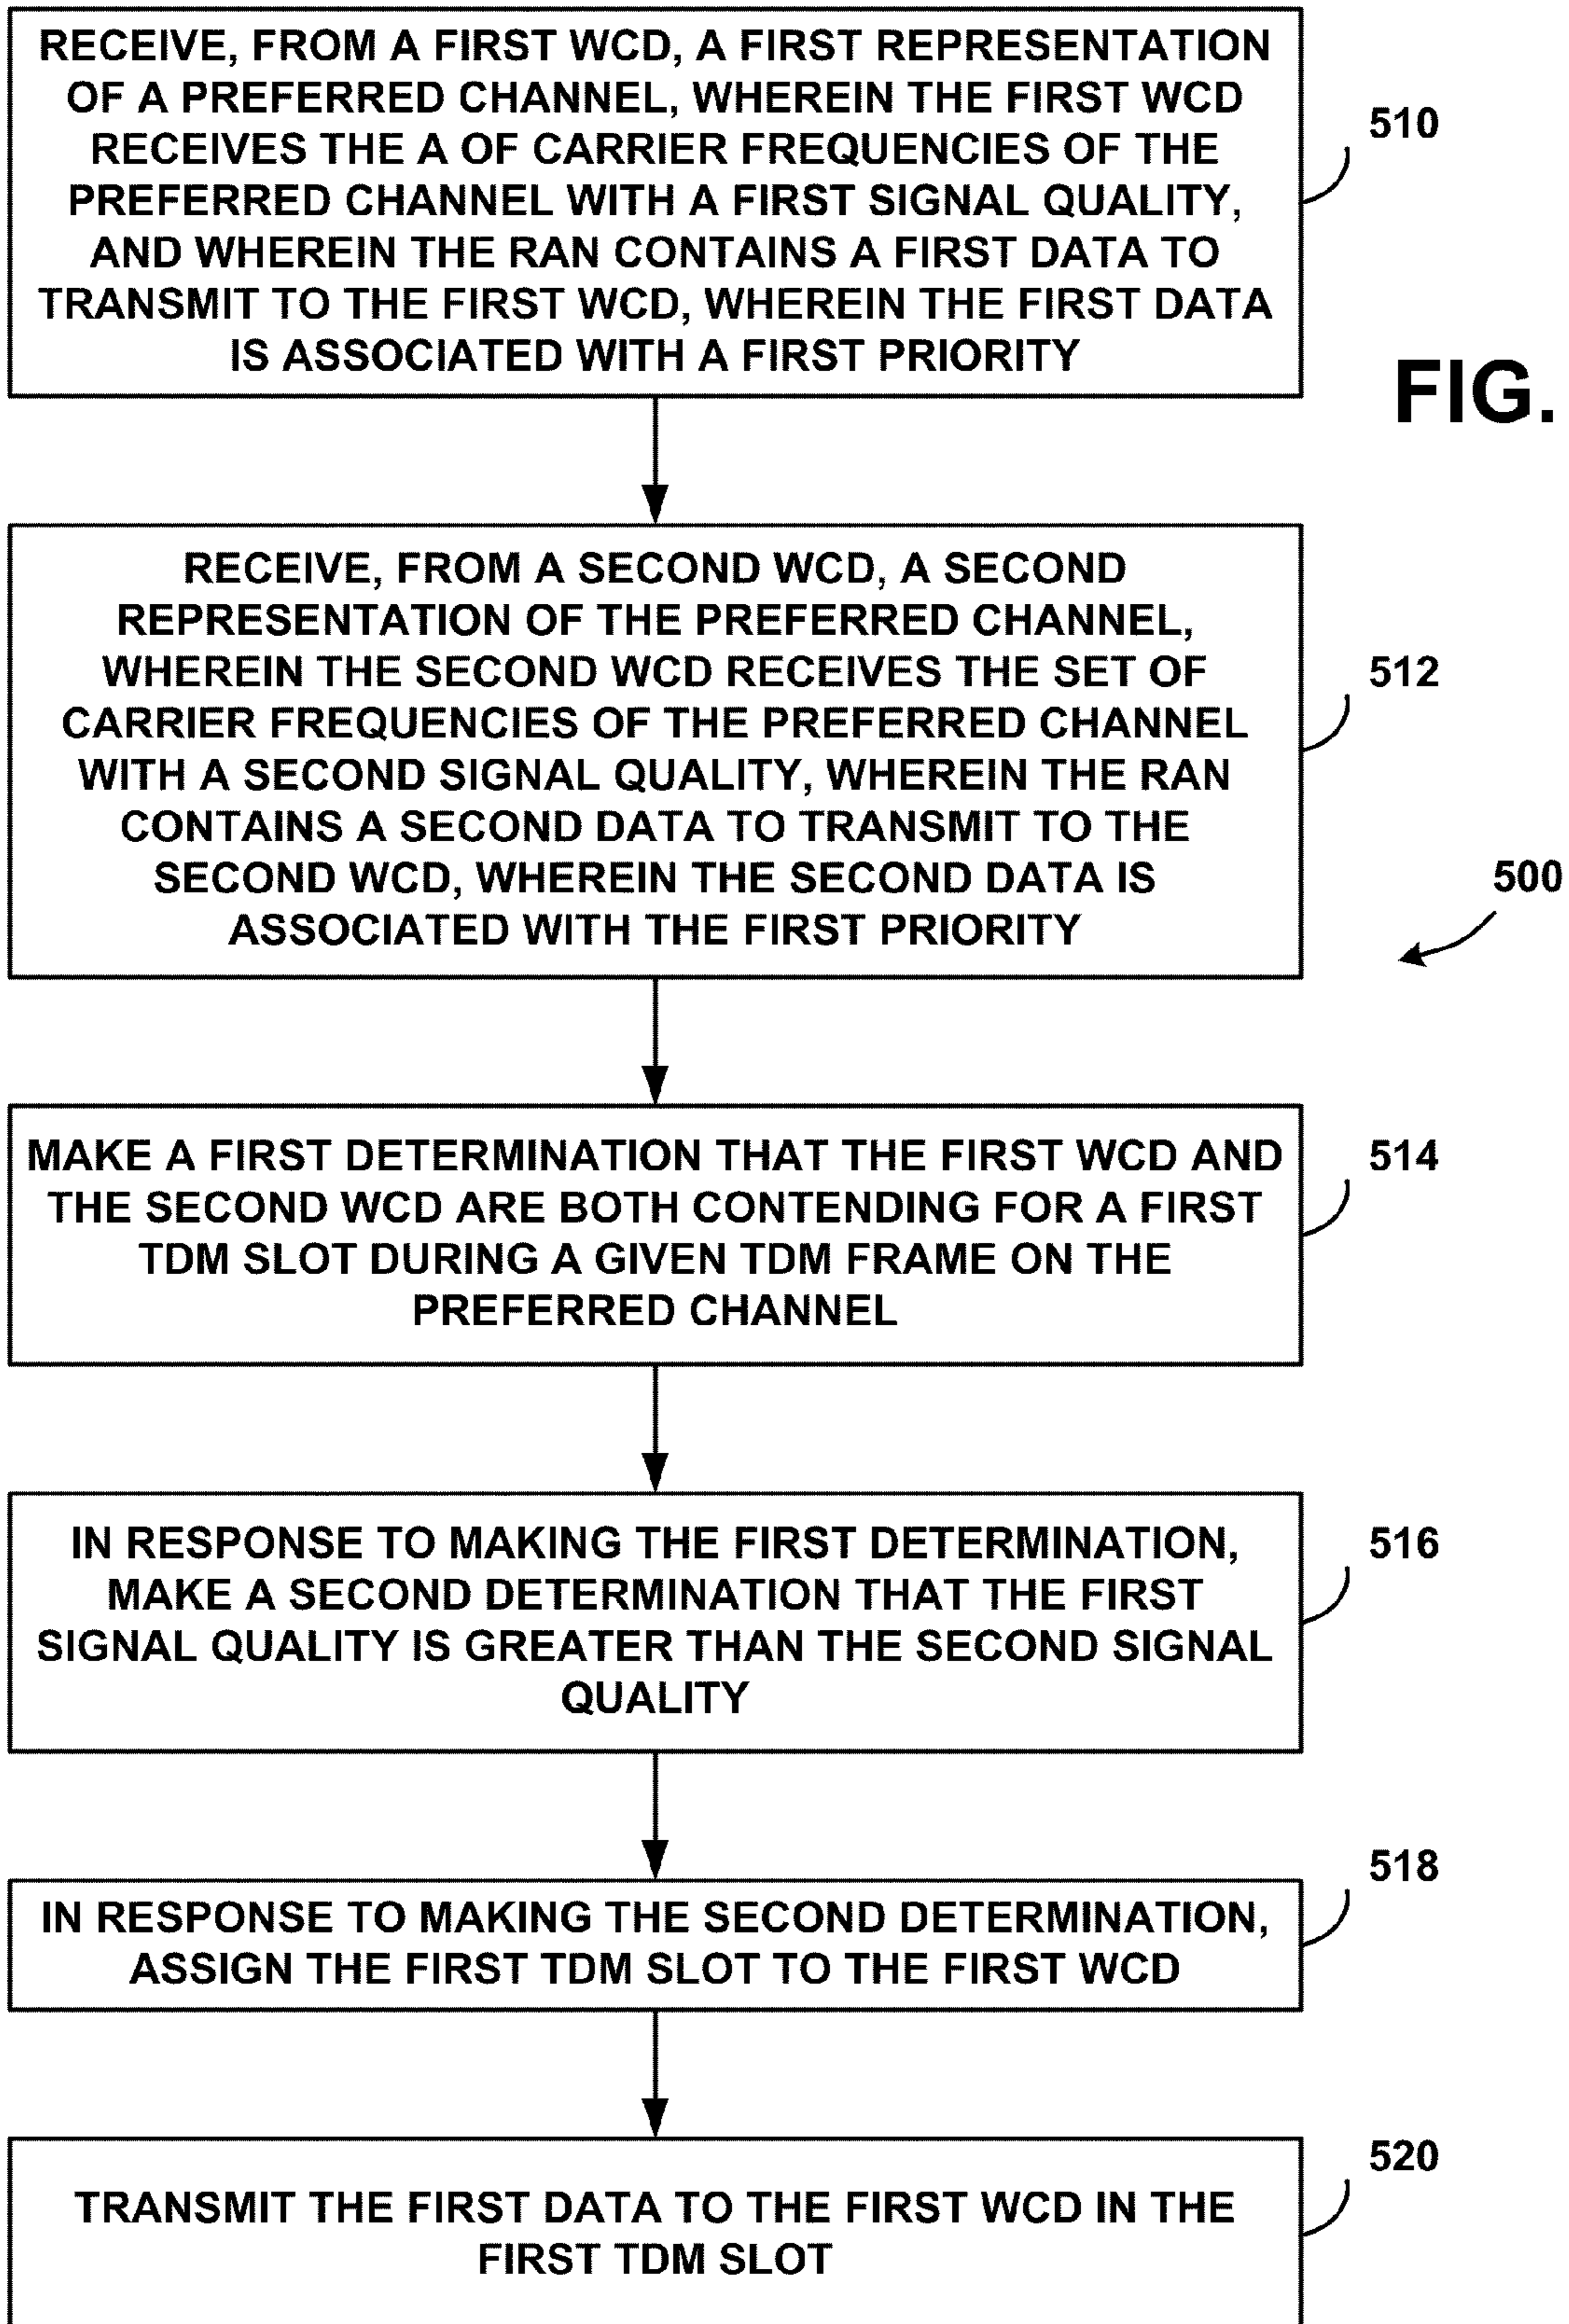 RECEIVE, FROM A FIRST WCD, A FIRST REPRESENTATION
OF A PREFERRED CHANNEL, WHEREIN THE FIRST WCD
RECEIVES THE A OF CARRIER FREQUENCIES OF THE
PREFERRED CHANNEL WITH A FIRST SIGNAL QUALITY,
AND WHEREIN THE RAN CONTAINS A FIRST DATA TO
TRANSMIT TO THE FIRST WCD, WHEREIN THE FIRST DATA
IS ASSOCIATED WITH A FIRST PRIORITY
510
FIG.
RECEIVE, FROM A SECOND WCD, A SECOND
REPRESENTATION OF THE PREFERRED CHANNEL,
WHEREIN THE SECOND WCD RECEIVES THE SET OF
CARRIER FREQUENCIES OF THE PREFERRED CHANNEL
WITH A SECOND SIGNAL QUALITY, WHEREIN THE RAN
CONTAINS A SECOND DATA TO TRANSMIT TO THE
SECOND WCD, WHEREIN THE SECOND DATA IS
ASSOCIATED WITH THE FIRST PRIORITY
512
500
MAKE A FIRST DETERMINATION THAT THE FIRST WCD AND
THE SECOND WCD ARE BOTH CONTENDING FOR A FIRST
TDM SLOT DURING A GIVEN TDM FRAME ON THE
PREFERRED CHANNEL
514
IN RESPONSE TO MAKING THE FIRST DETERMINATION,
MAKE A SECOND DETERMINATION THAT THE FIRST
SIGNAL QUALITY IS GREATER THAN THE SECOND SIGNAL
QUALITY
516
IN RESPONSE TO MAKING THE SECOND DETERMINATION,
ASSIGN THE FIRST TDM SLOT TO THE FIRST WCD
518
TRANSMIT THE FIRST DATA TO THE FIRST WCD IN THE
FIRST TDM SLOT
520